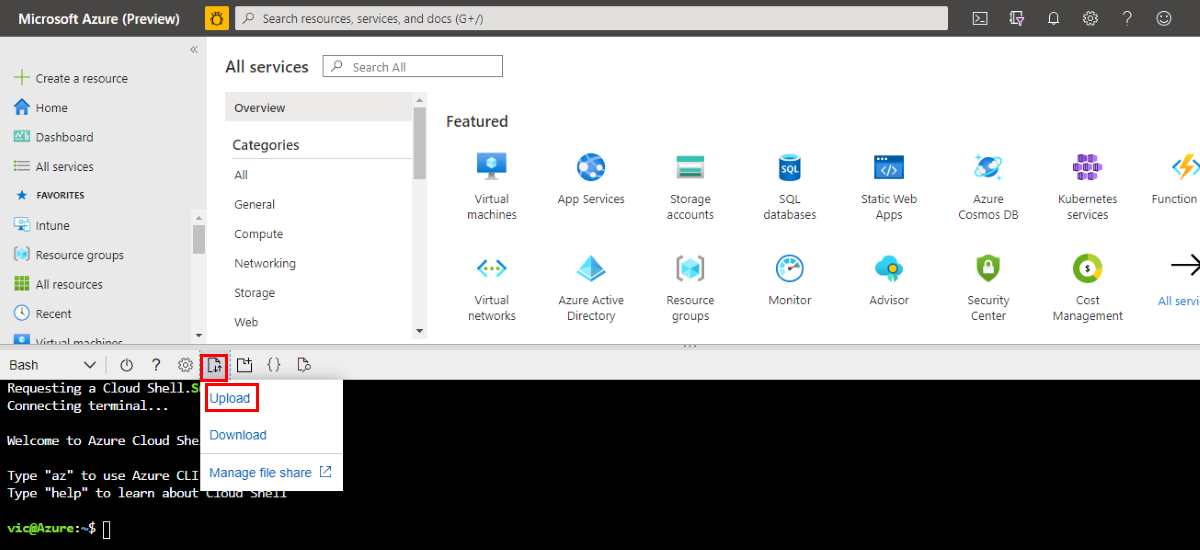 Microsoft Azure (Preview)
Search resources, services, and docs (G+/)
Create a resource
Home
Dashboard
All services
FAVORITES
Intune
Resource groups
All resources
Recent
Virtual machines
All services
Search All
Overview
Categories
All
General
Compute
Networking
Storage
Web
Featured
Virtual machines
App Services
Storage accounts
SQL
SQL databases
Static Web Apps
Azure Cosmos DB
Kubernetes services
Function
Virtual networks
Azure Active Directory
Resource groups
Monitor
Advisor
Security Center
Cost Management
All servi
Bash
Upload
Download
Manage file share
Requesting a Cloud Shell.S
Connecting terminal...
Welcome to Azure Cloud She
Type "az" to use Azure CLI
Type "help" to learn about Cloud Shell
vic@Azure:~$